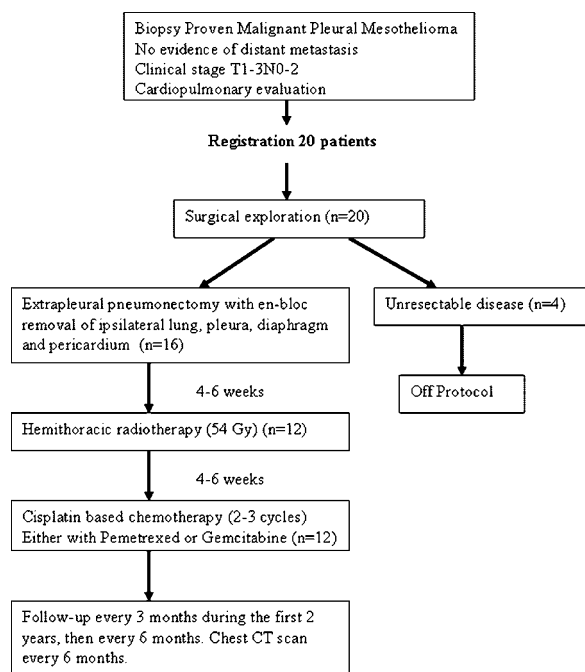 Biopsy Proven Malignant Pleural Mesothelioma
No evidence of distant metastasis
Clinical stage T1-3N0-2
Cardiopulmonary evaluation
Registration 20 patients
Surgical exploration (n=20)
Extrapleural pneumonectomy with en-bloc
removal of ipsilateral lung, pleura, diaphragm
and pericardium (n=16)
Unresectable disease (n=4)
4-6 weeks
Off Protocol
Hemithoracic radiotherapy (54 Gy) (n=12)
4-6 weeks
Cisplatin based chemotherapy (2-3 cycles)
Either with Pemetrexed or Gemcitabine (n=12)
Follow-up every 3 months during the first 2
years, then every 6 months. Chest CT scan
every 6 months.